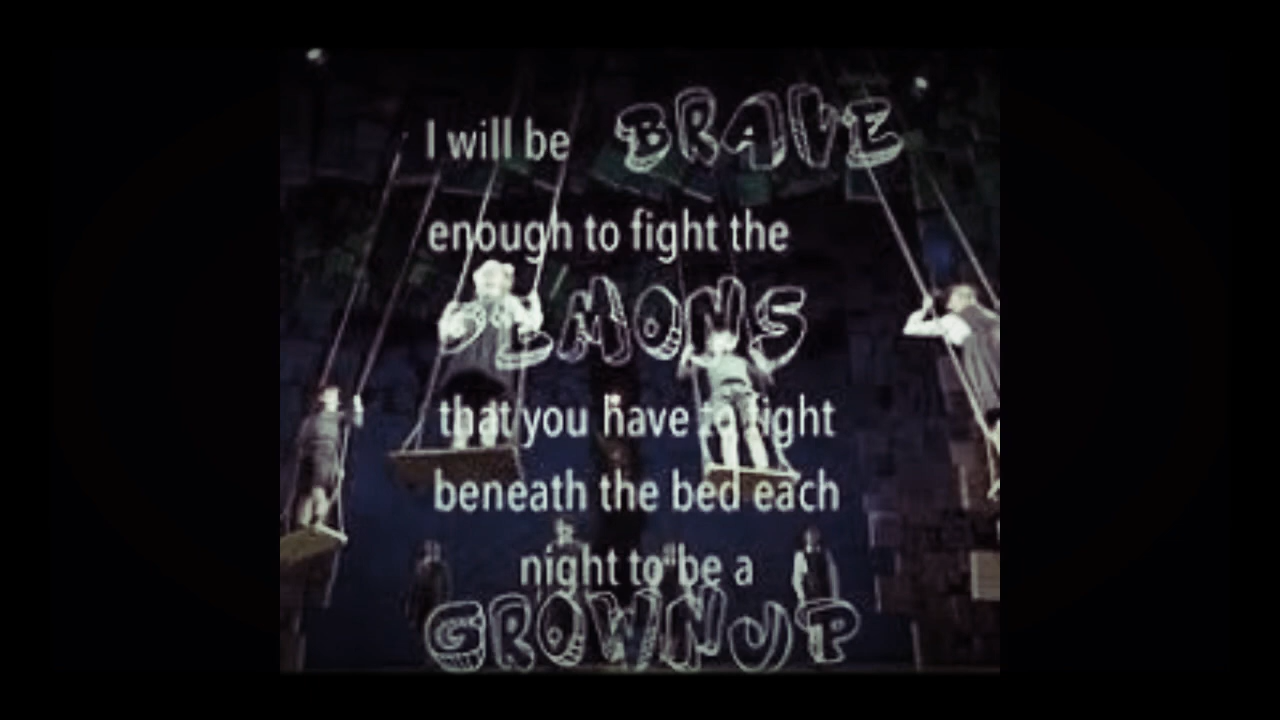 I will be BRAVE
enough to fight the
DEMONS
that you have to fight
beneath the bed each
night to be a
GROWNUP